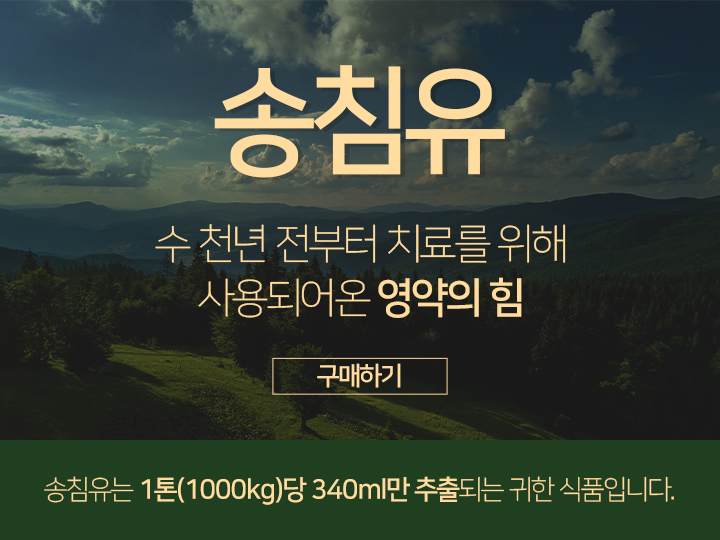 송침유
수 천년 전부터 치료를 위해
사용되어온 영약의 힘
구매하기
송침유는 1톤(1000kg)당 340ml만 추출되는 귀한 식품입니다.